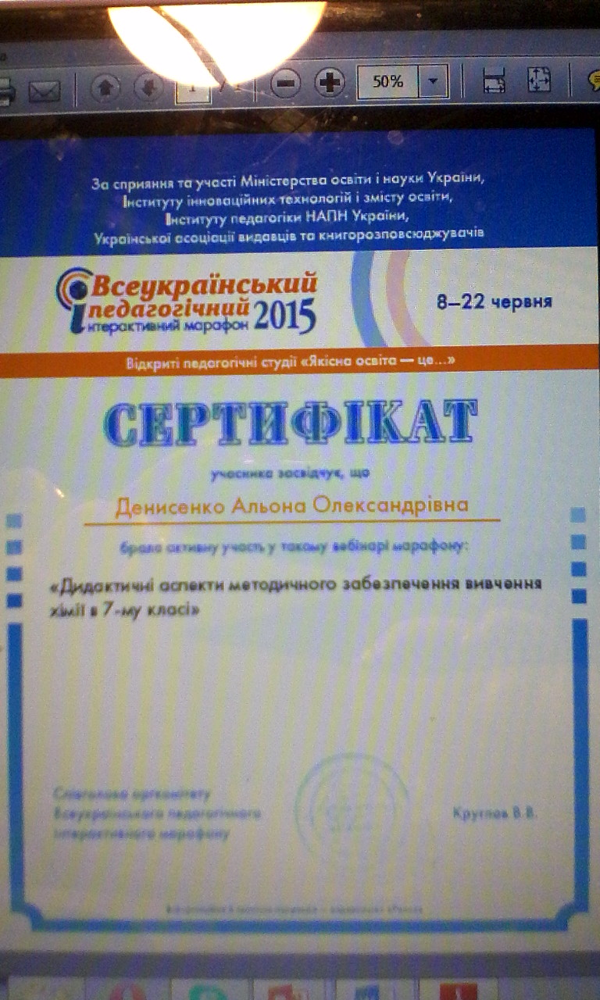 50%
За сприяння та участі Міністерства освіти і науки України,
Інституту інноваційних технологій і змісту освіти,
Інституту педагогіки НАПН України,
Української асоціації видавців та книгорозповсюджувачів
Всеукраїнський
педагогічний
інтерактивний марафон 2015
8–22 червня
Відкриті педагогічні студії «Якісна освіта — це...»
СЕРТИФІКАТ
учасника засвідчує, що
Денисенко Альона Олександрівна
брала активну участь у такому вебінарі марафону:
«Дидактичні аспекти методичного забезпечення вивчення
хімії в 7-му класі»
Співголова оргкомітету
Всеукраїнського педагогічного
інтерактивного марафону
Круглов В.В.